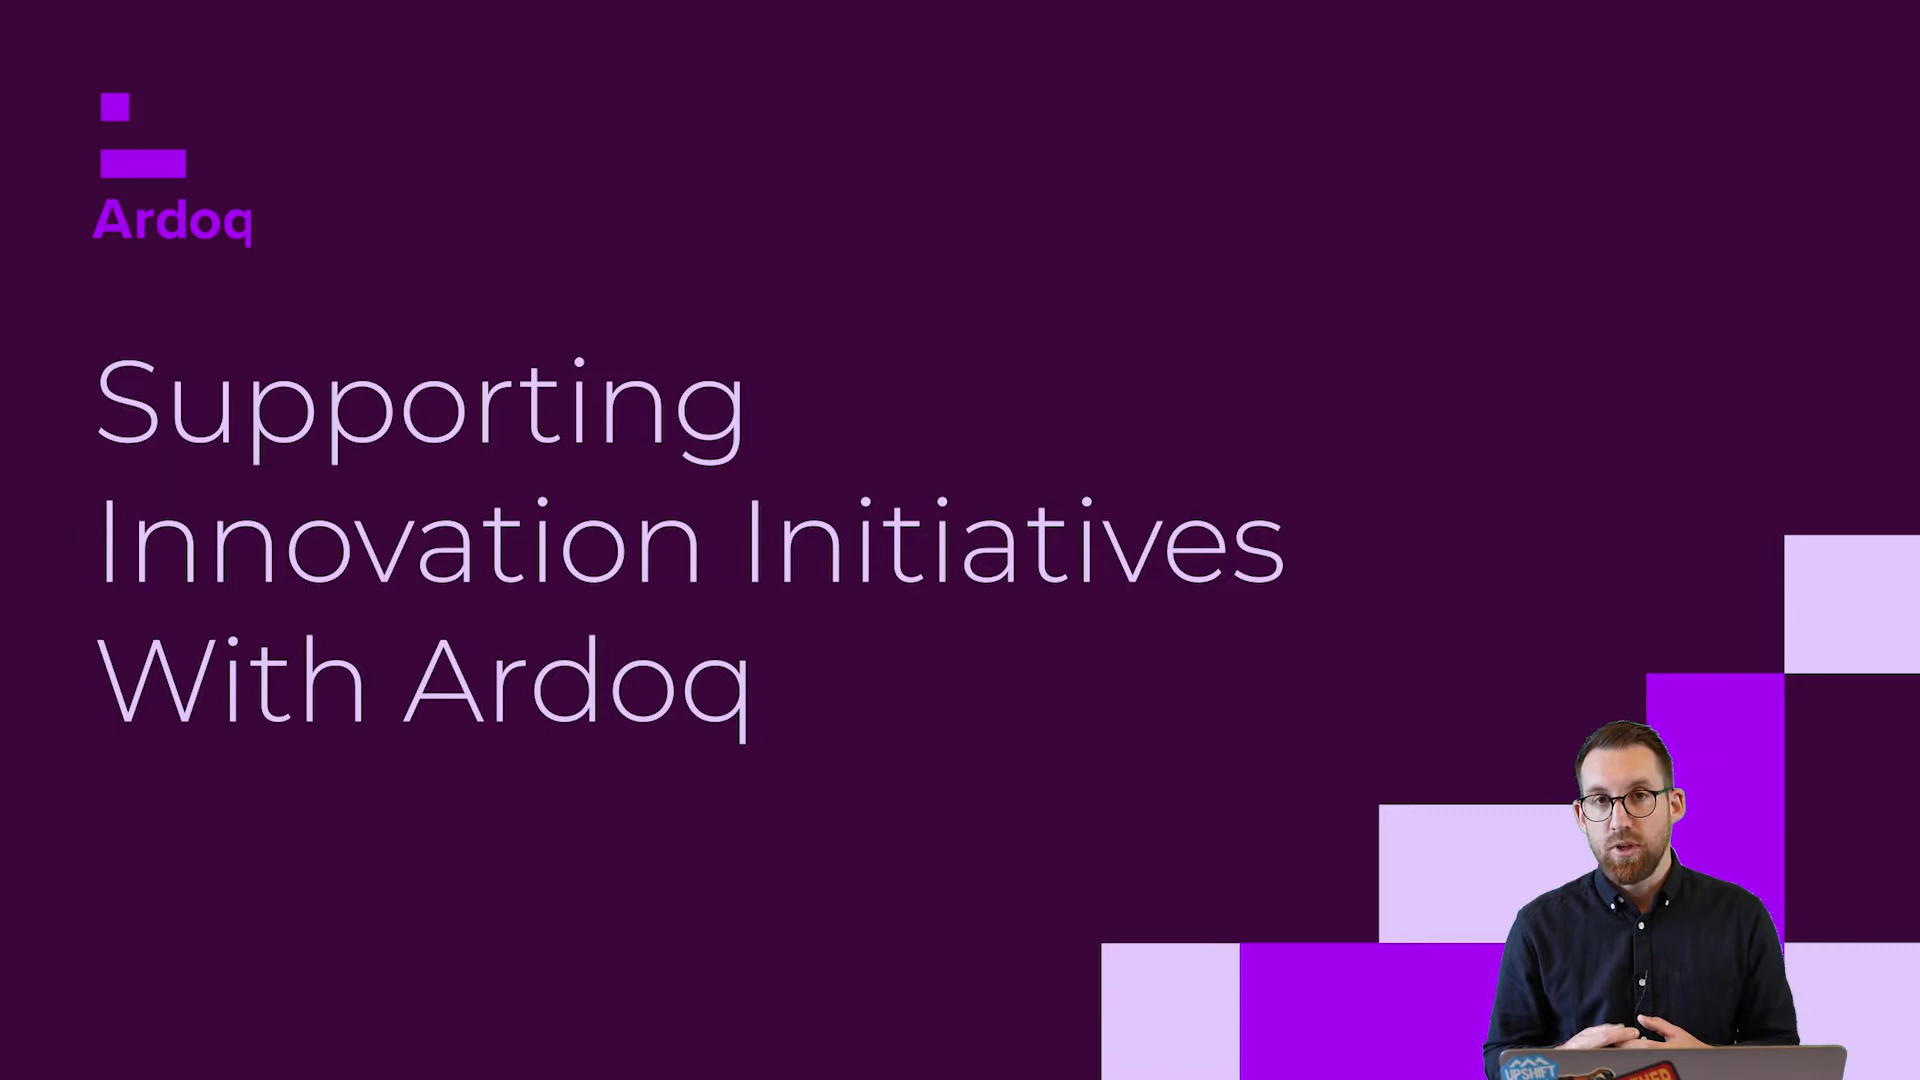 Ardoq
Supporting
Innovation Initiatives
With Ardoq
UPSHIFT